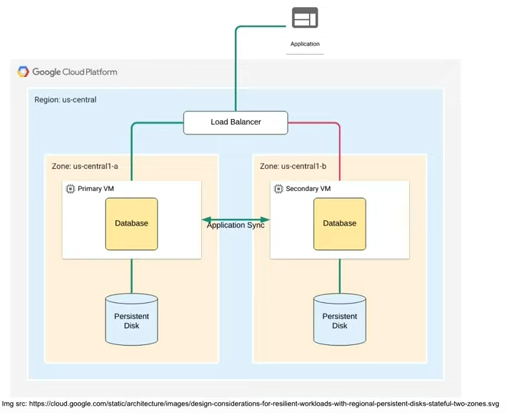 Application
Google Cloud Platform
Region: us-central
Load Balancer
Zone: us-central1-a
Zone: us-central1-b
Primary VM
Secondary VM
Database
Database
Application Sync
Persistent
Disk
Persistent
Disk
Img src: https://cloud.google.com/static/architecture/images/design-considerations-for-resilient-workloads-with-regional-persistent-disks-stateful-two-zones.svg